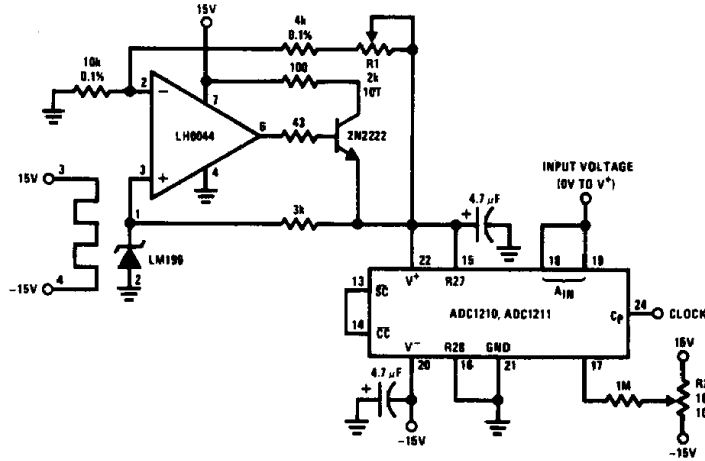 15V
4k
0.1%
10k
0.1%
R1
2k
10T
100
2
−
7
LH0044
6
43
2N2222
3
+
4
15V
3
1
3k
LM199
−15V
4
2
INPUT VOLTAGE
(0V TO V+)
+
4.7 μF
22
15
18
19
V+
R27
AIN
13
SC
ADC1210, ADC1211
CP
24
CLOCK
14
CC
V−
R28
GND
20
16
21
17
+
4.7 μF
−15V
1M
15V
−15V